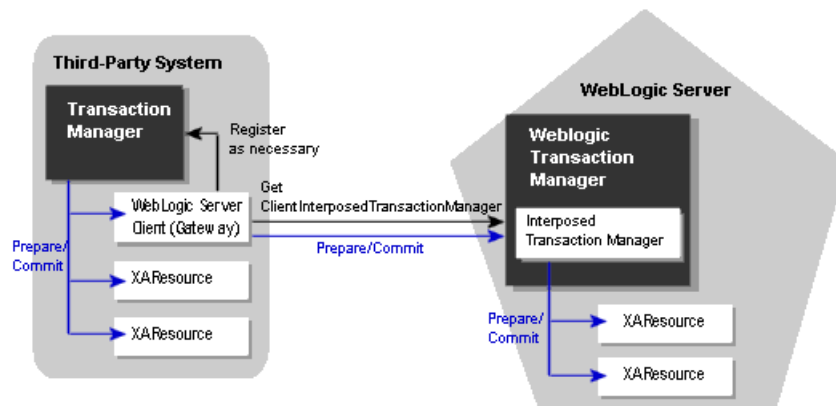 Third-Party System
Transaction
Manager
Register
as necessary
WebLogic Server
Client (Gateway)
Prepare/
Commit
XAResource
XAResource
Get
ClientInterposedTransactionManager
Prepare/Commit
WebLogic Server
Weblogic
Transaction
Manager
Interposed
Transaction Manager
Prepare/
Commit
XAResource
XAResource